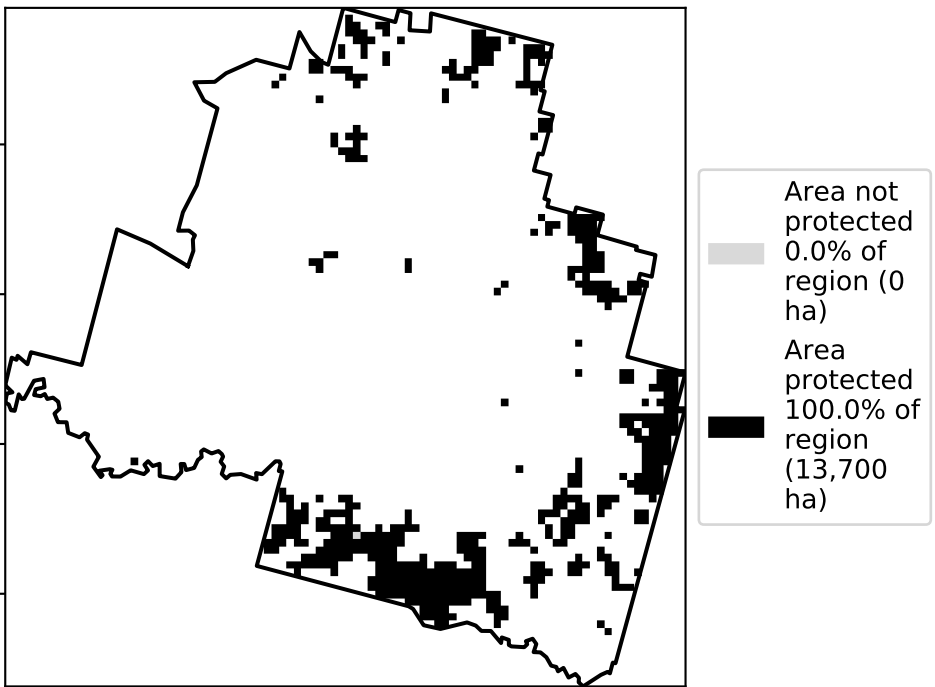 Area not
protected
0.0% of
region (0
ha)
Area
protected
100.0% of
region
(13,700
ha)